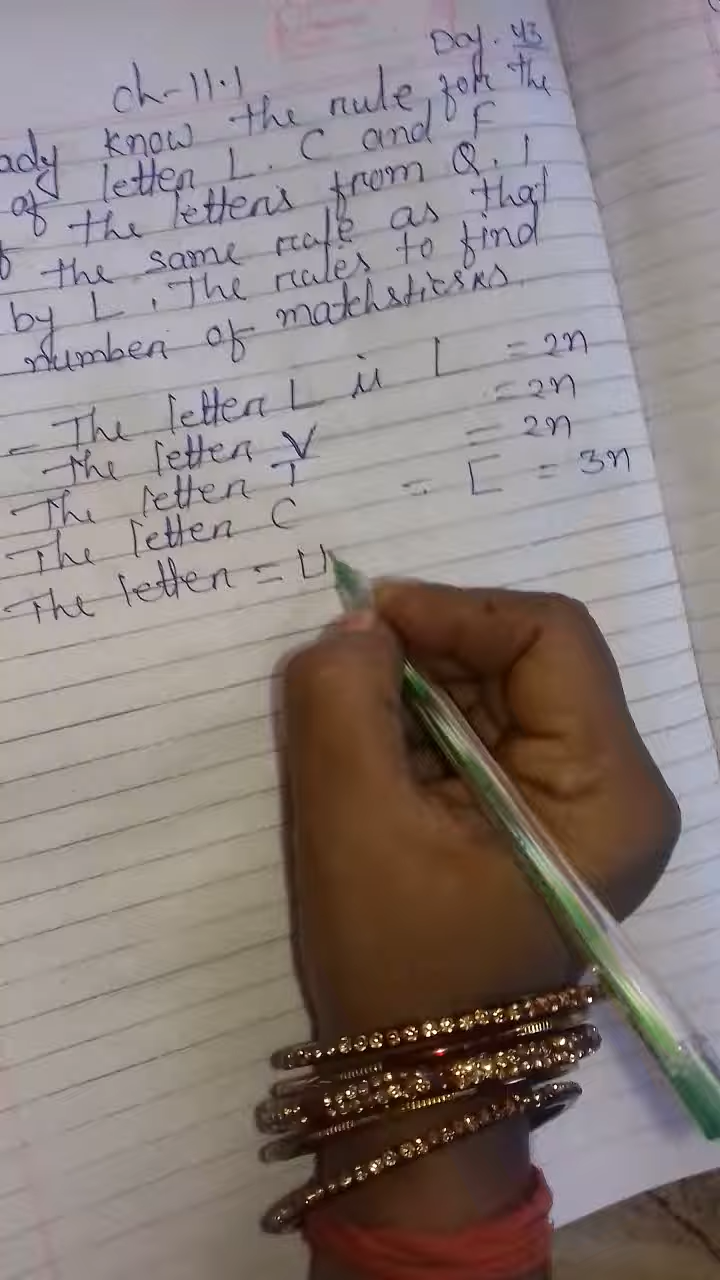 Day. 43
ch-11.1
ady know the rule for the
of letter L. C and F
f the letters from Q. 1
the same rule as that
by L. The rules to find
number of matchsticks.
- The letter L is L = 2n
The letter V = 2n
The letter T = 2n
The letter C = [ = 3n
The letter = U